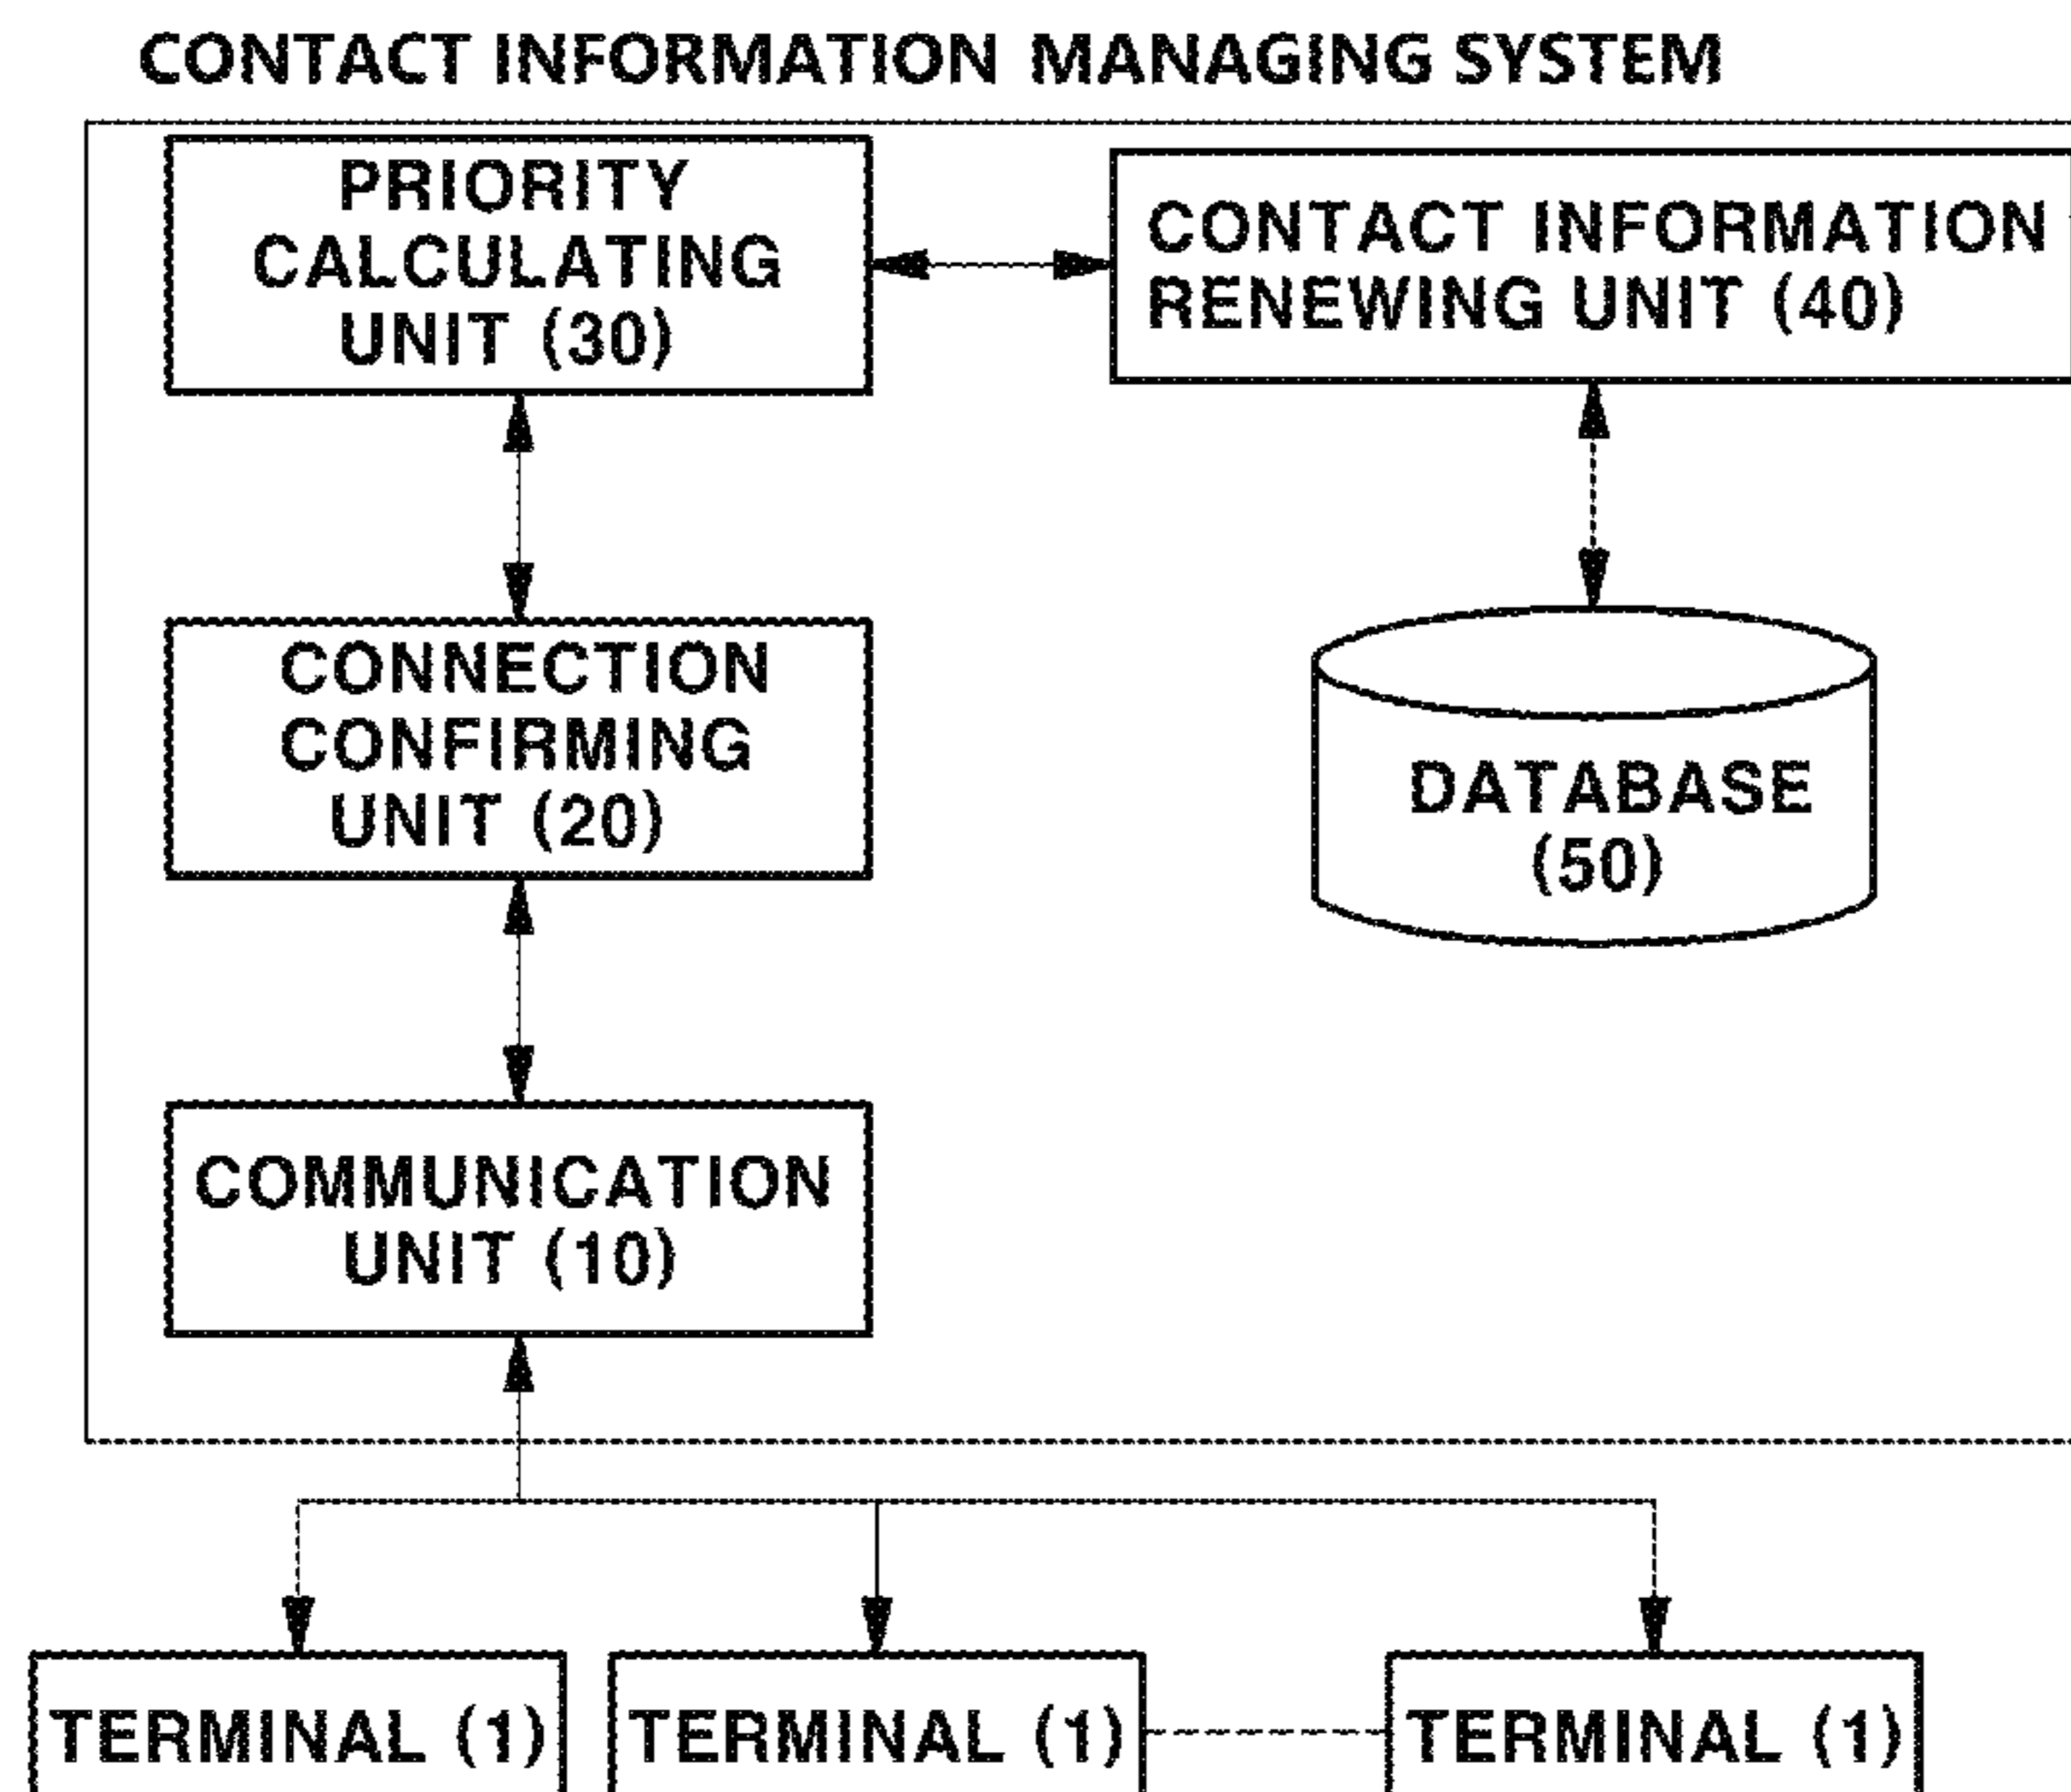 CONTACT INFORMATION MANAGING SYSTEM
PRIORITY
CALCULATING
UNIT (30)
CONTACT INFORMATION
RENEWING UNIT (40)
CONNECTION
CONFIRMING
UNIT (20)
DATABASE
(50)
COMMUNICATION
UNIT (10)
TERMINAL (1)
TERMINAL (1)
TERMINAL (1)